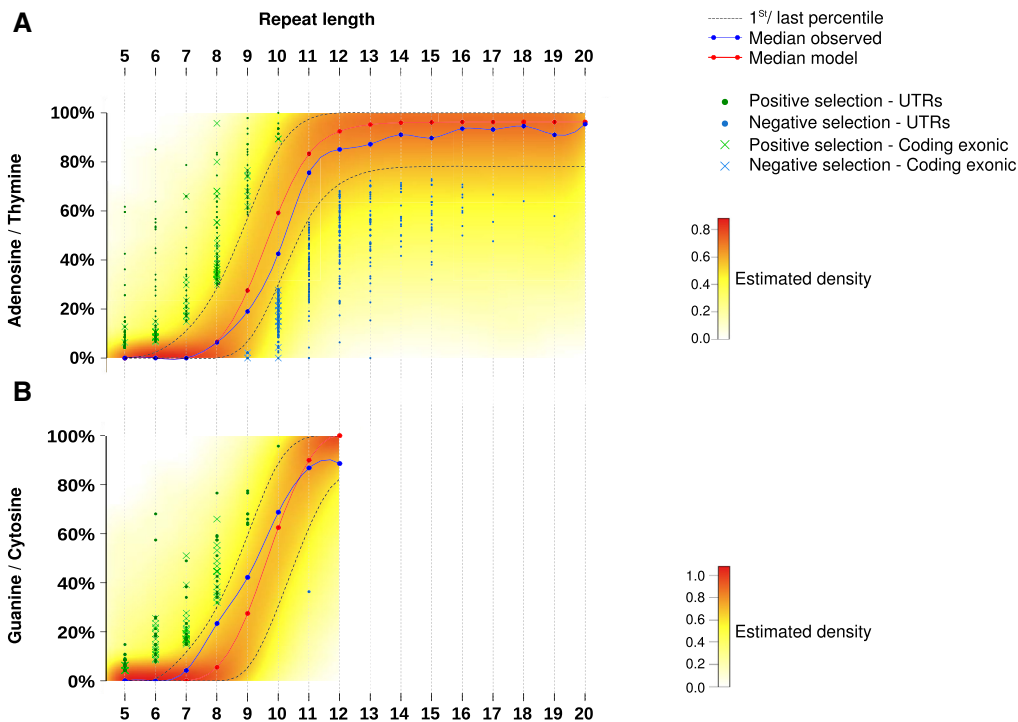 A
Repeat length
5 6 7 8 9 10 11 12 13 14 15 16 17 18 19 20
1St/ last percentile
Median observed
Median model
Positive selection - UTRs
Negative selection - UTRs
Positive selection - Coding exonic
Negative selection - Coding exonic
Adenosine / Thymine
100%
80%
60%
40%
20%
0%
0.8
0.6
0.4
0.2
0.0
Estimated density
B
Guanine / Cytosine
100%
80%
60%
40%
20%
0%
1.0
0.8
0.6
0.4
0.2
0.0
Estimated density
5 6 7 8 9 10 11 12 13 14 15 16 17 18 19 20